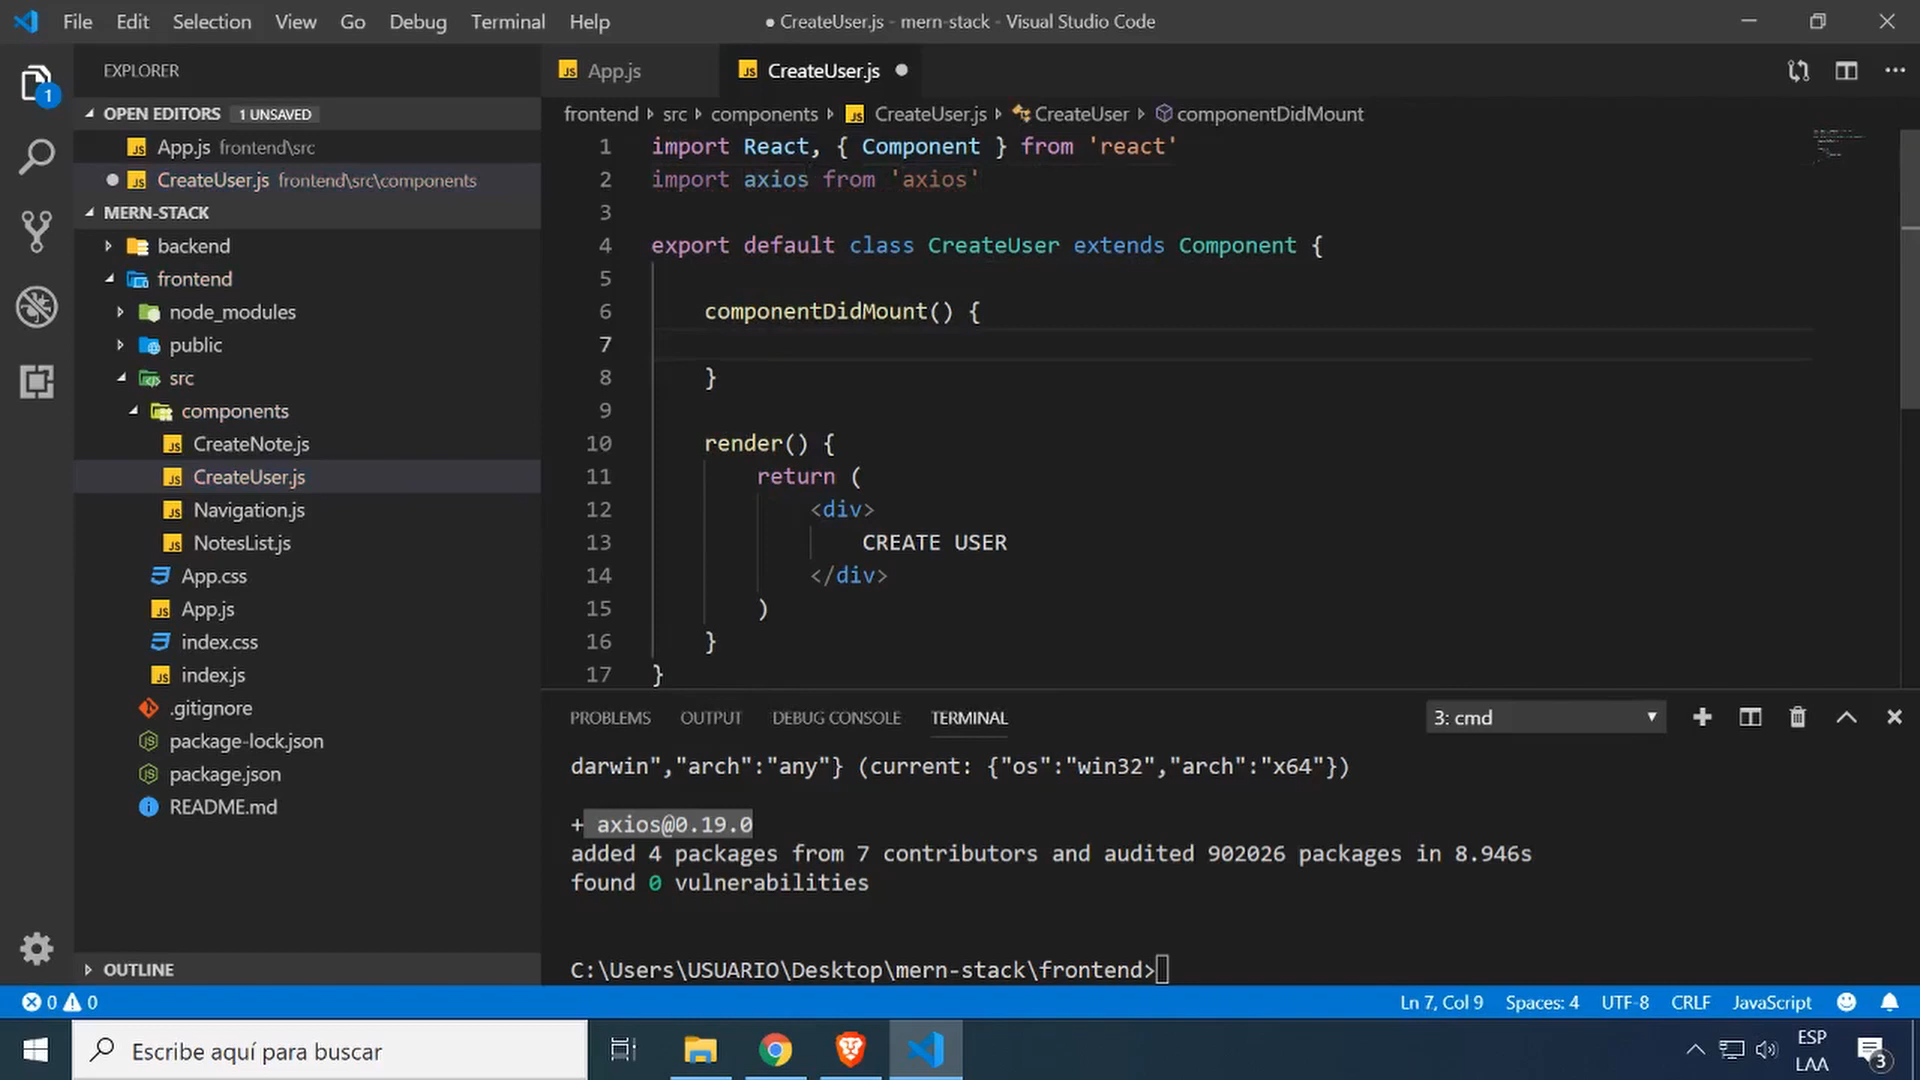 File Edit Selection View Go Debug Terminal Help
● CreateUser.js - mern-stack - Visual Studio Code
EXPLORER
1
OPEN EDITORS 1 UNSAVED
App.js frontend\src
CreateUser.js frontend\src\components
MERN-STACK
backend
frontend
node_modules
public
src
components
CreateNote.js
CreateUser.js
Navigation.js
NotesList.js
App.css
App.js
index.css
index.js
.gitignore
package-lock.json
package.json
README.md
OUTLINE
App.js
CreateUser.js
frontend › src › components › CreateUser.js › CreateUser › componentDidMount
1 import React, { Component } from 'react'
2 import axios from 'axios'
3
4 export default class CreateUser extends Component {
5
6 componentDidMount() {
7
8 }
9
10 render() {
11 return (
12 <div>
13 CREATE USER
14 </div>
15 )
16 }
17 }
PROBLEMS OUTPUT DEBUG CONSOLE TERMINAL
3: cmd
darwin","arch":"any"} (current: {"os":"win32","arch":"x64"})
+ axios@0.19.0
added 4 packages from 7 contributors and audited 902026 packages in 8.946s
found 0 vulnerabilities
C:\Users\USUARIO\Desktop\mern-stack\frontend>
0 0
Ln 7, Col 9 Spaces: 4 UTF-8 CRLF JavaScript
Escribe aquí para buscar
ESP
LAA
3